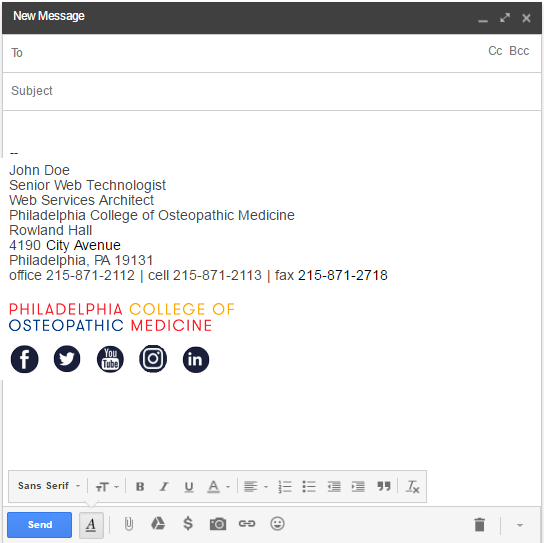 New Message
To Cc Bcc
Subject
--
John Doe
Senior Web Technologist
Web Services Architect
Philadelphia College of Osteopathic Medicine
Rowland Hall
4190 City Avenue
Philadelphia, PA 19131
office 215-871-2112 | cell 215-871-2113 | fax 215-871-2718
PHILADELPHIA COLLEGE OF
OSTEOPATHIC MEDICINE
f You Tube in
Sans Serif TT B I U A Tx
Send A $